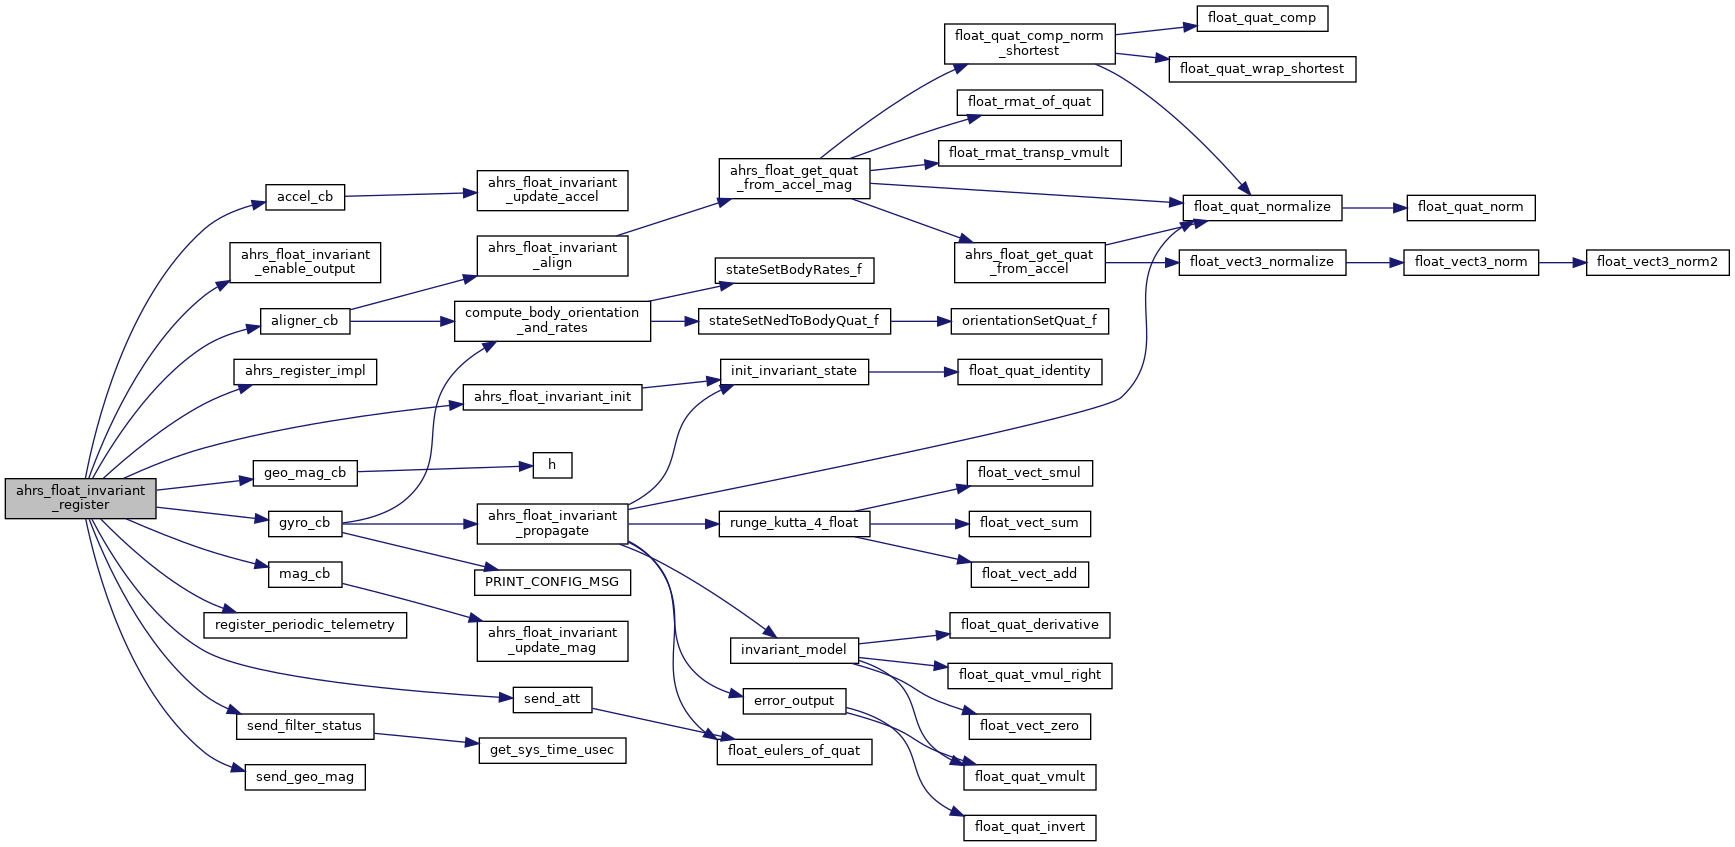 ahrs_float_invariant
_register
accel_cb
ahrs_float_invariant
_enable_output
aligner_cb
ahrs_register_impl
ahrs_float_invariant_init
geo_mag_cb
gyro_cb
mag_cb
register_periodic_telemetry
send_att
send_filter_status
send_geo_mag
ahrs_float_invariant
_update_accel
ahrs_float_invariant
_align
compute_body_orientation
_and_rates
h
ahrs_float_invariant
_propagate
PRINT_CONFIG_MSG
ahrs_float_invariant
_update_mag
get_sys_time_usec
ahrs_float_get_quat
_from_accel_mag
stateSetBodyRates_f
stateSetNedToBodyQuat_f
init_invariant_state
runge_kutta_4_float
invariant_model
error_output
float_eulers_of_quat
float_quat_comp_norm
_shortest
float_rmat_of_quat
float_rmat_transp_vmult
ahrs_float_get_quat
_from_accel
orientationSetQuat_f
float_quat_identity
float_vect_smul
float_vect_sum
float_vect_add
float_quat_derivative
float_quat_vmul_right
float_vect_zero
float_quat_vmult
float_quat_invert
float_quat_comp
float_quat_wrap_shortest
float_quat_normalize
float_vect3_normalize
float_quat_norm
float_vect3_norm
float_vect3_norm2